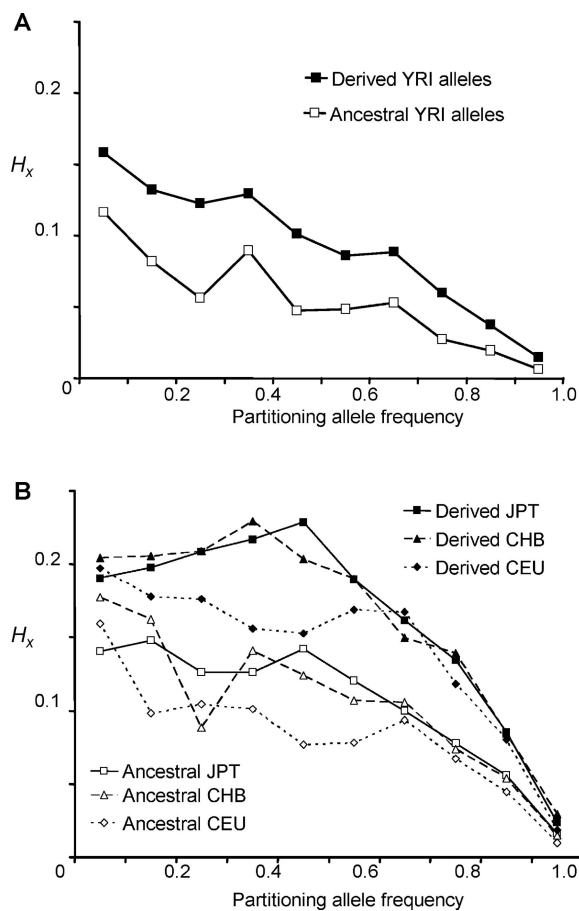 A
Derived YRI alleles
Ancestral YRI alleles
0.2
Hx
0.1
0
0.2
0.4
0.6
0.8
1.0
Partitioning allele frequency
B
Derived JPT
Derived CHB
Derived CEU
0.2
Hx
0.1
Ancestral JPT
Ancestral CHB
Ancestral CEU
0
0.2
0.4
0.6
0.8
1.0
Partitioning allele frequency